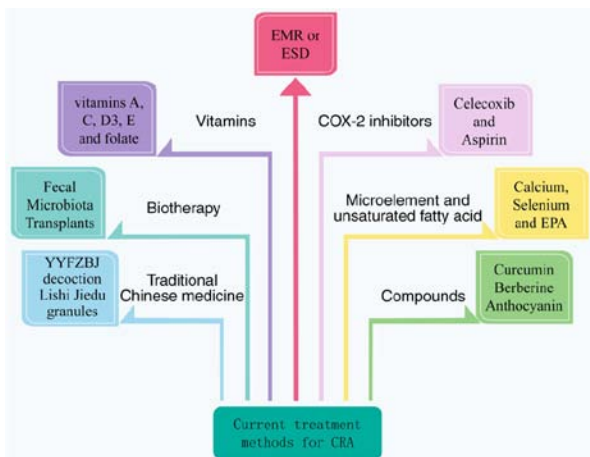 EMR or
ESD
vitamins A,
C, D3, E
and folate
Vitamins
COX-2 inhibitors
Celecoxib
and
Aspirin
Fecal
Microbiota
Transplants
Biotherapy
Microelement and
unsaturated fatty acid
Calcium,
Selenium
and EPA
YYFZBJ
decoction
Lishi Jiedu
granules
Traditional
Chinese medicine
Compounds
Curcumin
Berberine
Anthocyanin
Current treatment
methods for CRA